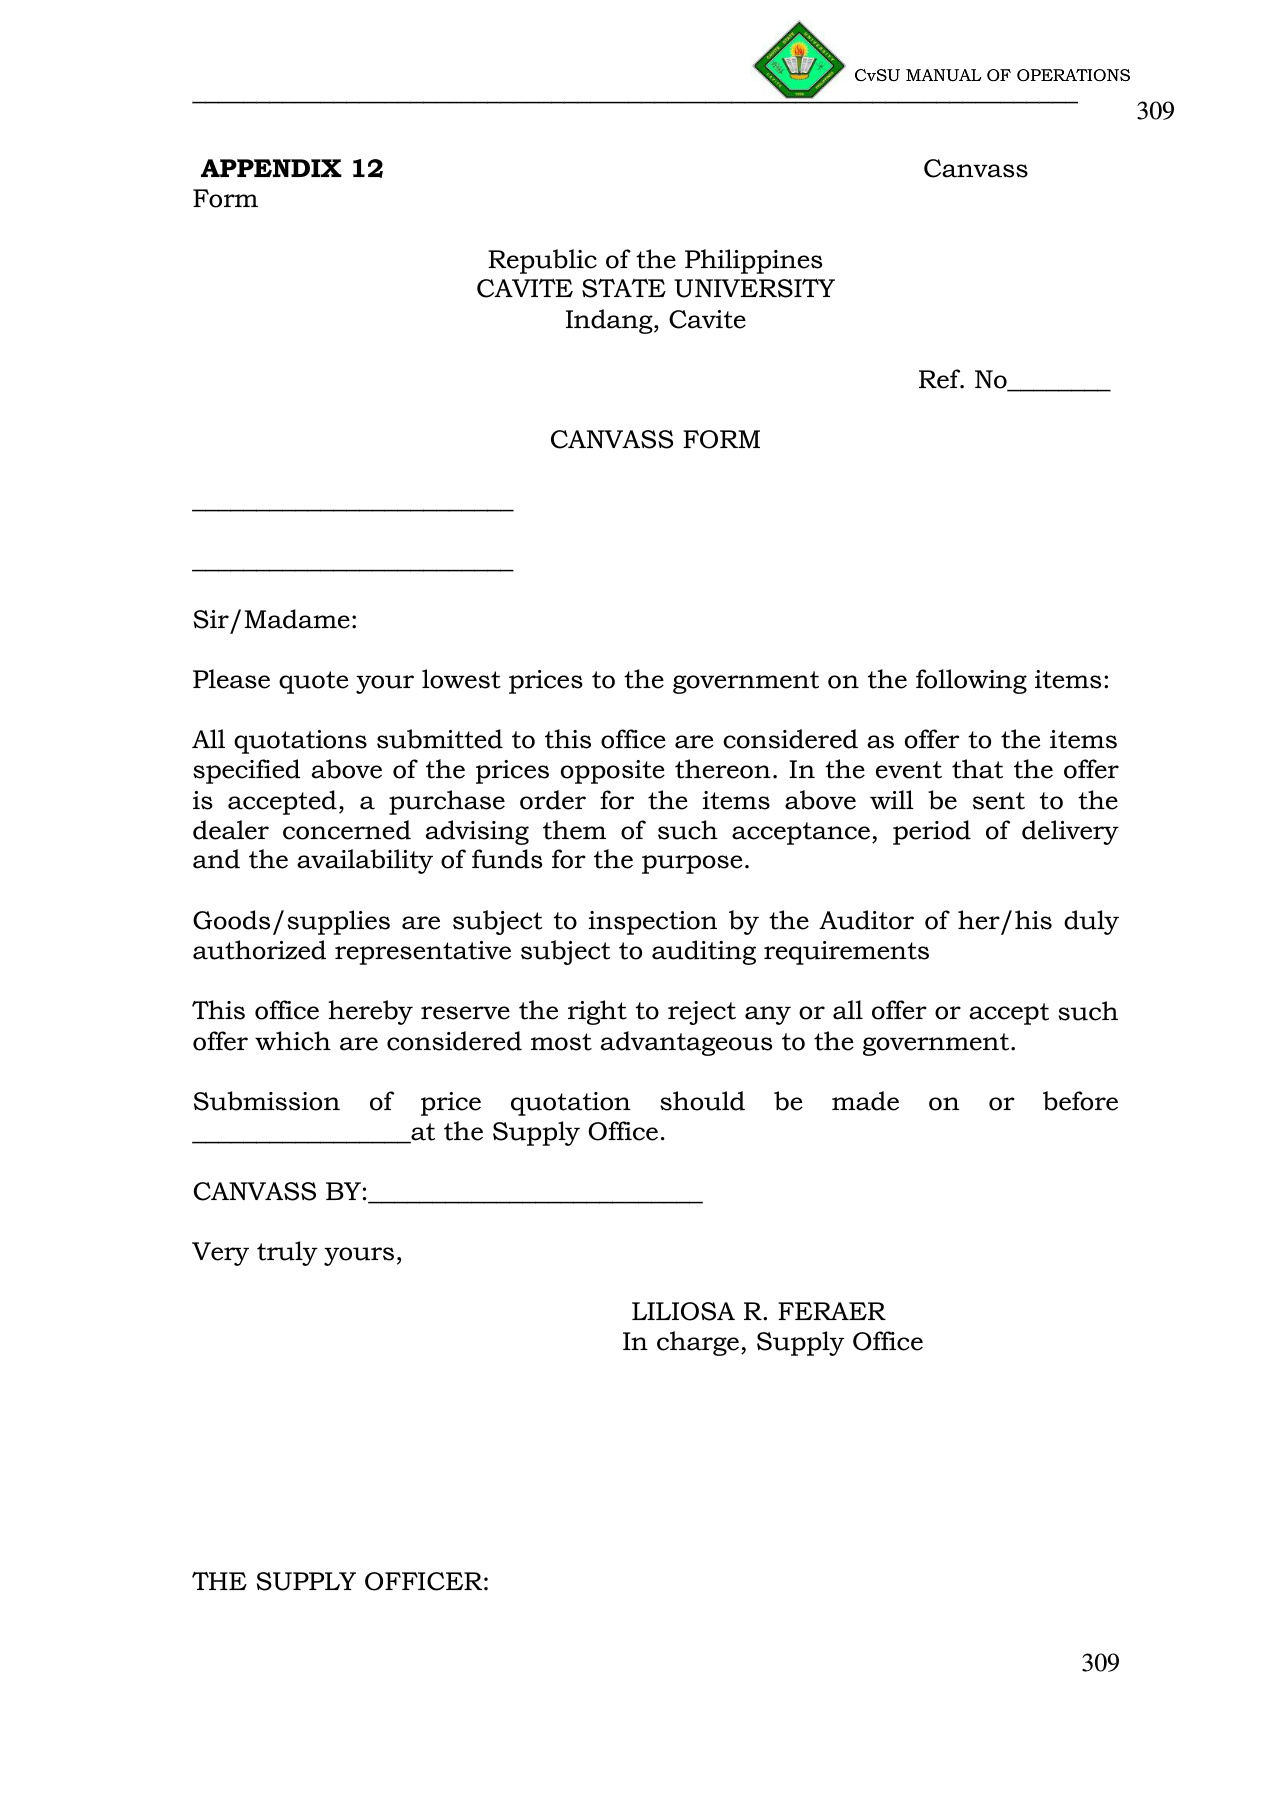 CvSU MANUAL OF OPERATIONS
309
APPENDIX 12 Canvass
Form
Republic of the Philippines
CAVITE STATE UNIVERSITY
Indang, Cavite
Ref. No________
CANVASS FORM
_________________________
_________________________
Sir/Madame:
Please quote your lowest prices to the government on the following items:
All quotations submitted to this office are considered as offer to the items
specified above of the prices opposite thereon. In the event that the offer
is accepted, a purchase order for the items above will be sent to the
dealer concerned advising them of such acceptance, period of delivery
and the availability of funds for the purpose.
Goods/supplies are subject to inspection by the Auditor of her/his duly
authorized representative subject to auditing requirements
This office hereby reserve the right to reject any or all offer or accept such
offer which are considered most advantageous to the government.
Submission of price quotation should be made on or before
_________________at the Supply Office.
CANVASS BY:__________________________
Very truly yours,
LILIOSA R. FERAER
In charge, Supply Office
THE SUPPLY OFFICER:
309